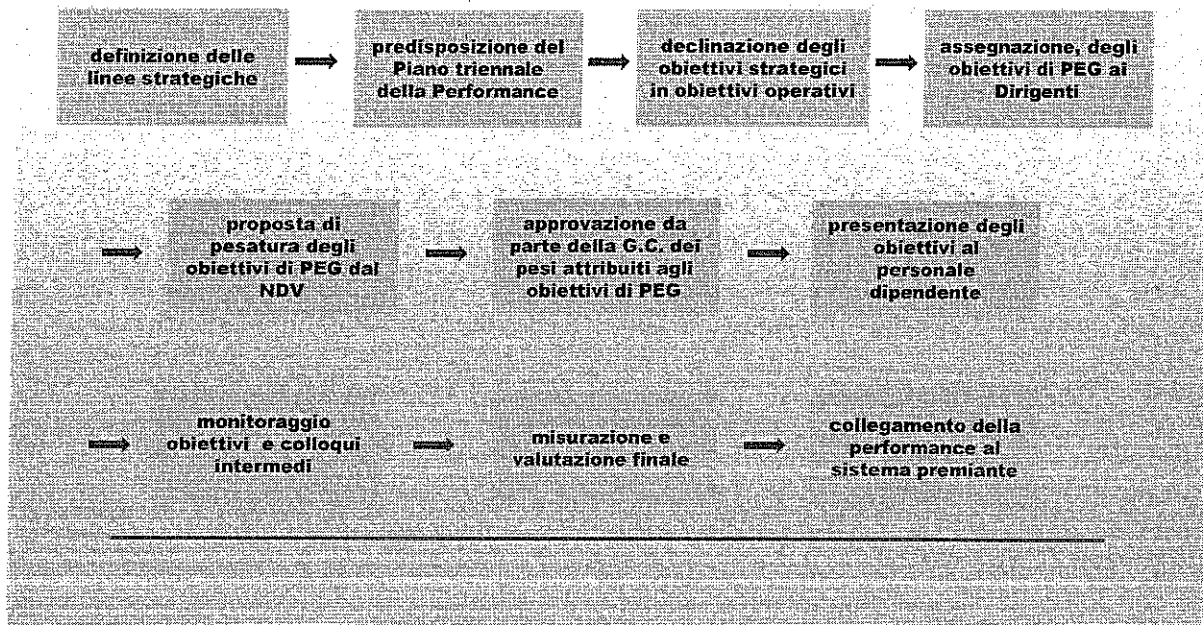 definizione delle
linee strategiche
predisposizione del
Piano triennale
della Performance
declinazione degli
obiettivi strategici
in obiettivi operativi
assegnazione, degli
obiettivi di PEG ai
Dirigenti
proposta di
pesatura degli
obiettivi di PEG dal
NDV
approvazione da
parte della G.C. dei
pesi attribuiti agli
obiettivi di PEG
presentazione degli
obiettivi al
personale
dipendente
monitoraggio
obiettivi e colloqui
intermedi
misurazione e
valutazione finale
collegamento della
performance al
sistema premiante